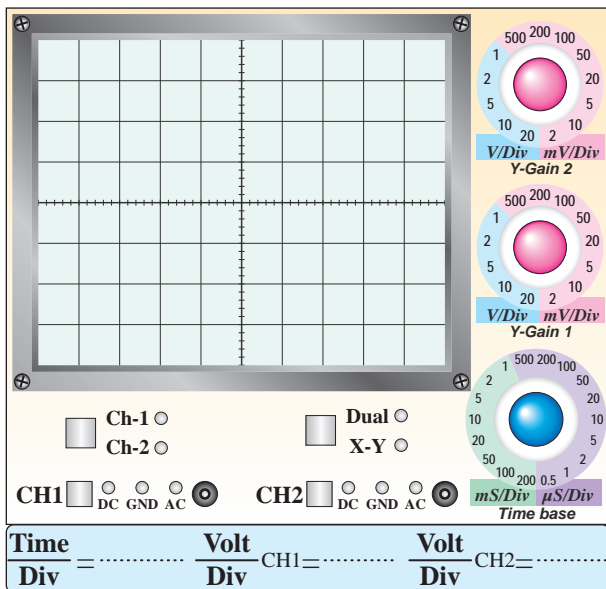 500 200 100
1 50
2 20
5 10
10 2
20
V/Div mV/Div
Y-Gain 2
500 200 100
1 50
2 20
5 10
10 2
20
V/Div mV/Div
Y-Gain 1
500 200 100
1 50
2 20
5 10
10 5
20 2
50 1
100 0.5
200
mS/Div µS/Div
Time base
Ch-1
Ch-2
Dual
X-Y
CH1 DC GND AC
CH2 DC GND AC
Time/Div = ............ Volt/Div CH1= ........... Volt/Div CH2= ...........